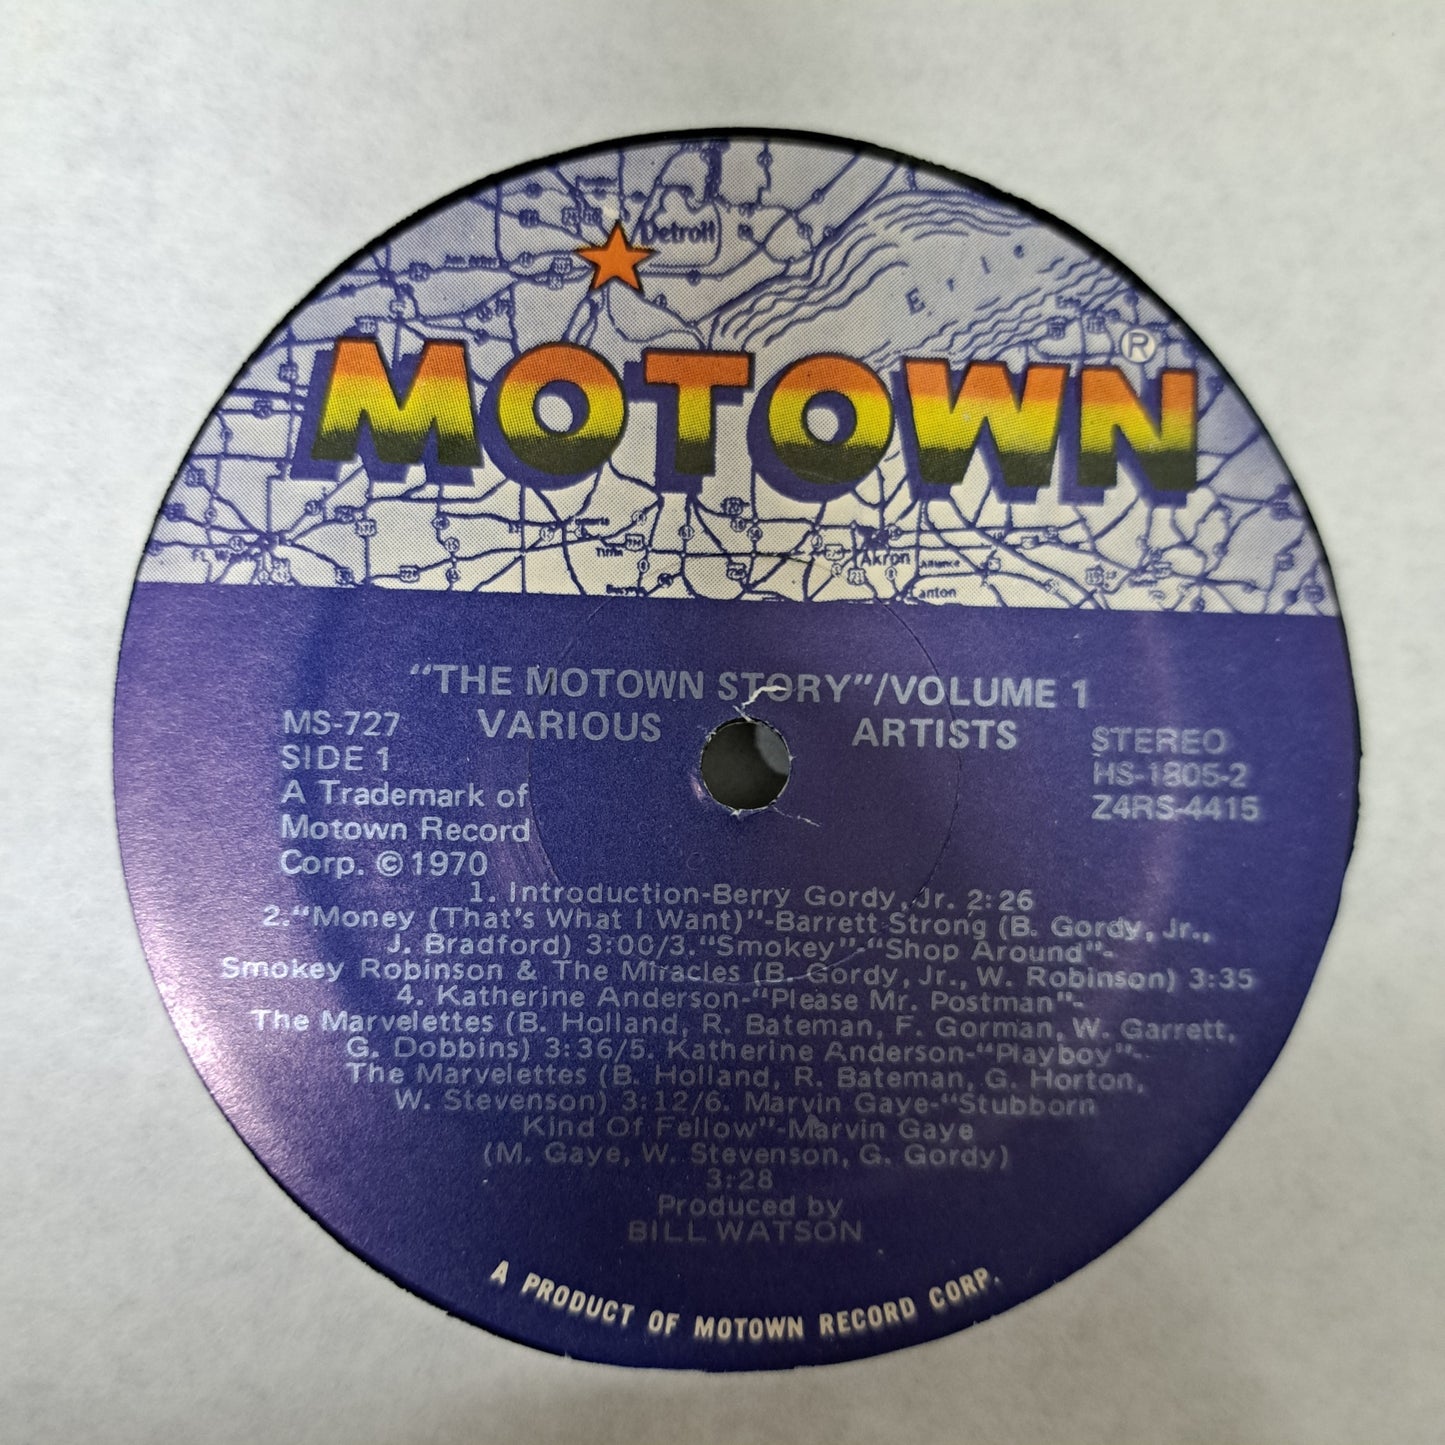 Detroit
Erie
MOTOWN®
Tiffin
Akron
Alliance
Canton
"THE MOTOWN STORY"/VOLUME 1
MS-727 VARIOUS ARTISTS STEREO
SIDE 1 HS-1805-2
A Trademark of Z4RS-4415
Motown Record
Corp. © 1970
1. Introduction-Berry Gordy, Jr. 2:26
2."Money (That's What I Want)"-Barrett Strong (B. Gordy, Jr.,
J. Bradford) 3:00/3."Smokey"-"Shop Around"-
Smokey Robinson & The Miracles (B. Gordy, Jr., W. Robinson) 3:35
4. Katherine Anderson-"Please Mr. Postman"-
The Marvelettes (B. Holland, R. Bateman, F. Gorman, W. Garrett,
G. Dobbins) 3:36/5. Katherine Anderson-"Playboy"-
The Marvelettes (B. Holland, R. Bateman, G. Horton,
W. Stevenson) 3:12/6. Marvin Gaye-"Stubborn
Kind Of Fellow"-Marvin Gaye
(M. Gaye, W. Stevenson, G. Gordy)
3:28
Produced by
BILL WATSON
A PRODUCT OF MOTOWN RECORD CORP.